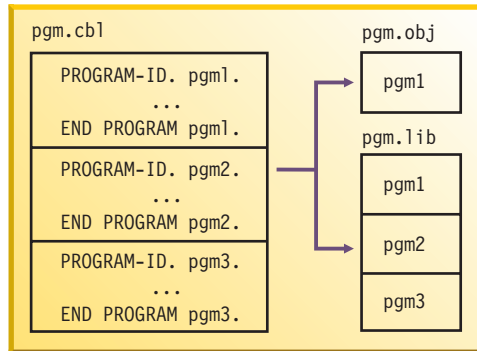 pgm.cbl
PROGRAM-ID. pgm1.
...
END PROGRAM pgm1.
PROGRAM-ID. pgm2.
...
END PROGRAM pgm2.
PROGRAM-ID. pgm3.
...
END PROGRAM pgm3.
pgm.obj
pgm1
pgm.lib
pgm1
pgm2
pgm3